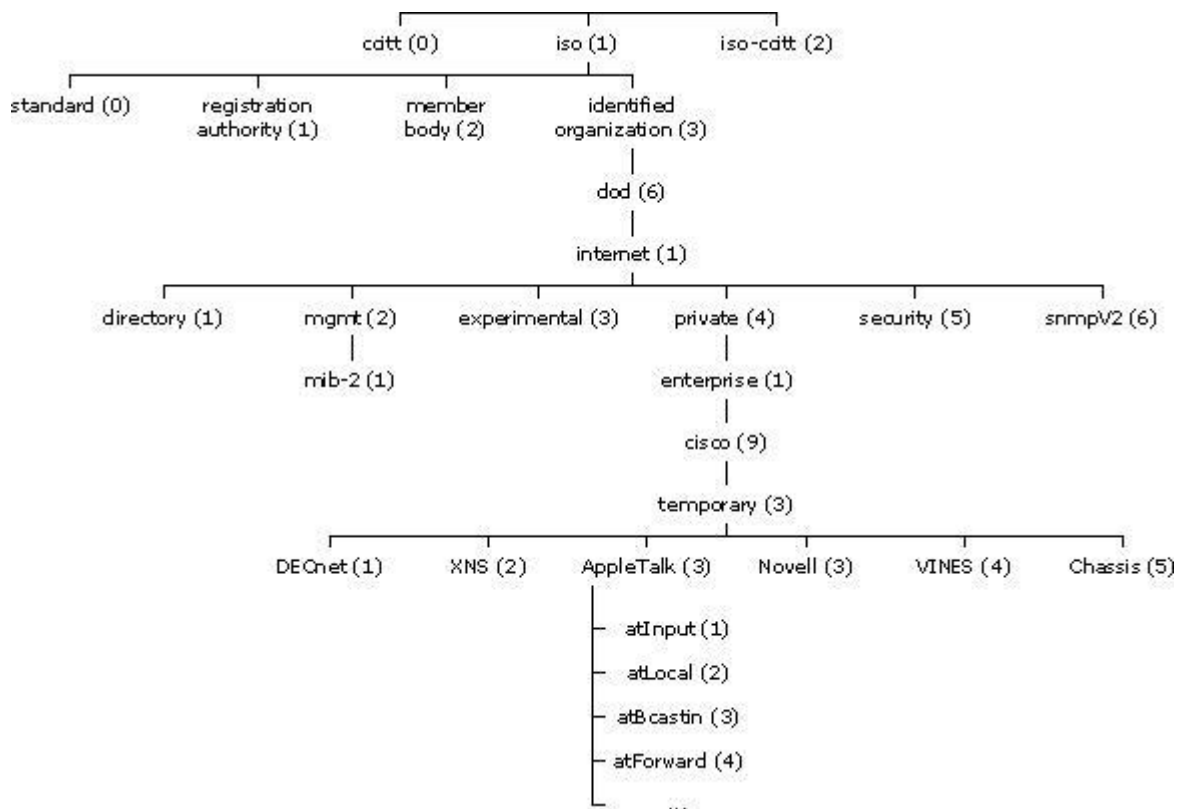 ccitt (0) iso (1) iso-ccitt (2)
standard (0) registration authority (1) member body (2) identified organization (3)
dod (6)
internet (1)
directory (1) mgmt (2) experimental (3) private (4) security (5) snmpV2 (6)
mib-2 (1) enterprise (1)
cisco (9)
temporary (3)
DECnet (1) XNS (2) AppleTalk (3) Novell (3) VINES (4) Chassis (5)
atInput (1)
atLocal (2)
atBcastin (3)
atForward (4)